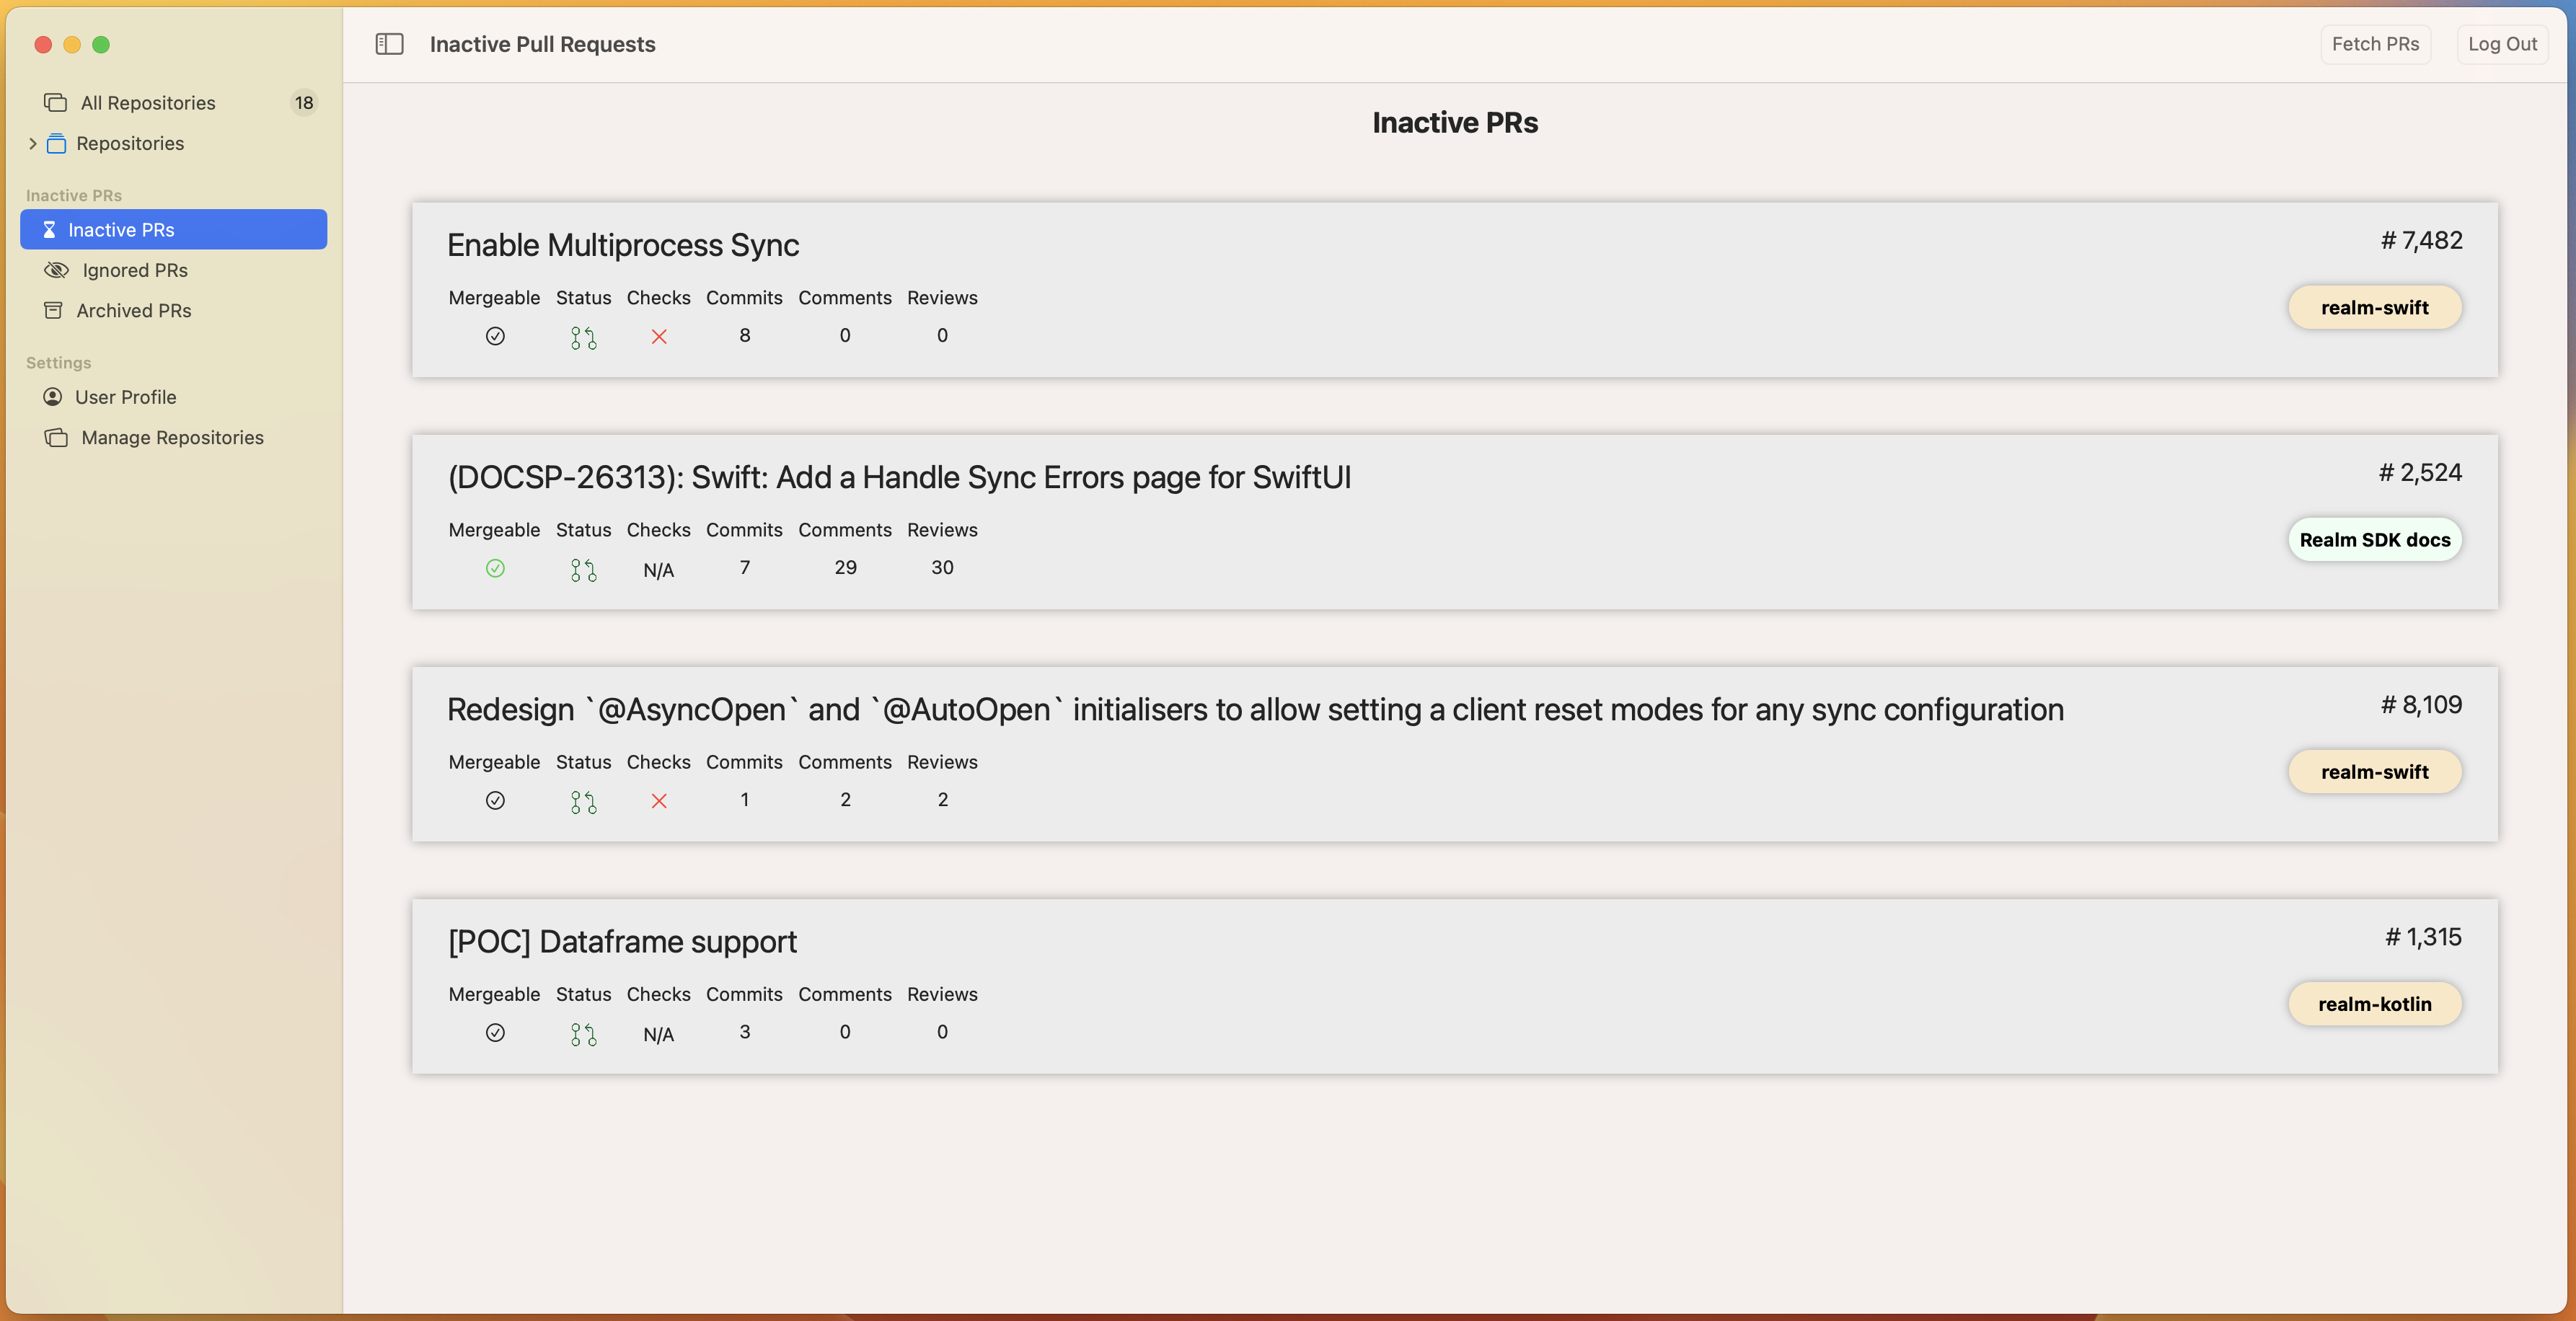 Inactive Pull Requests
Fetch PRs
Log Out
All Repositories 18
Repositories
Inactive PRs
Inactive PRs
Ignored PRs
Archived PRs
Settings
User Profile
Manage Repositories
Inactive PRs
Enable Multiprocess Sync
# 7,482
Mergeable Status Checks Commits Comments Reviews
8 0 0
realm-swift
(DOCSP-26313): Swift: Add a Handle Sync Errors page for SwiftUI
# 2,524
Mergeable Status Checks Commits Comments Reviews
N/A 7 29 30
Realm SDK docs
Redesign `@AsyncOpen` and `@AutoOpen` initialisers to allow setting a client reset modes for any sync configuration
# 8,109
Mergeable Status Checks Commits Comments Reviews
1 2 2
realm-swift
[POC] Dataframe support
# 1,315
Mergeable Status Checks Commits Comments Reviews
N/A 3 0 0
realm-kotlin